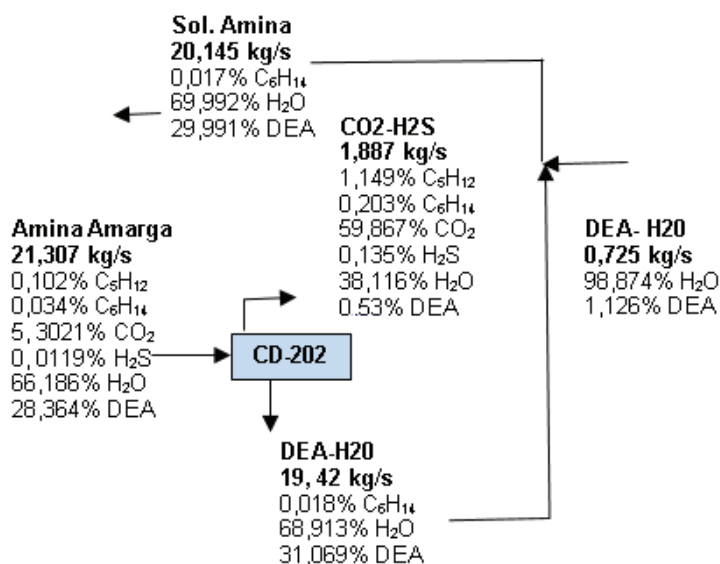 Sol. Amina
20,145 kg/s
0,017% C₆H₁₄
69,992% H₂O
29,991% DEA
CO2-H2S
1,887 kg/s
1,149% C₅H₁₂
0,203% C₆H₁₄
59,867% CO₂
0,135% H₂S
38,116% H₂O
0.53% DEA
Amina Amarga
21,307 kg/s
0,102% C₅H₁₂
0,034% C₆H₁₄
5,3021% CO₂
0,0119% H₂S
66,186% H₂O
28,364% DEA
DEA- H20
0,725 kg/s
98,874% H₂O
1,126% DEA
CD-202
DEA-H20
19, 42 kg/s
0,018% C₆H₁₄
68,913% H₂O
31,069% DEA